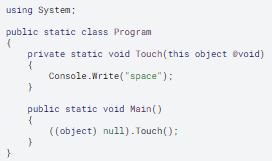 using System;
public static class Program
{
private static void Touch(this object @void)
{
Console.Write("space");
}
public static void Main()
{
((object) null).Touch();
}
}